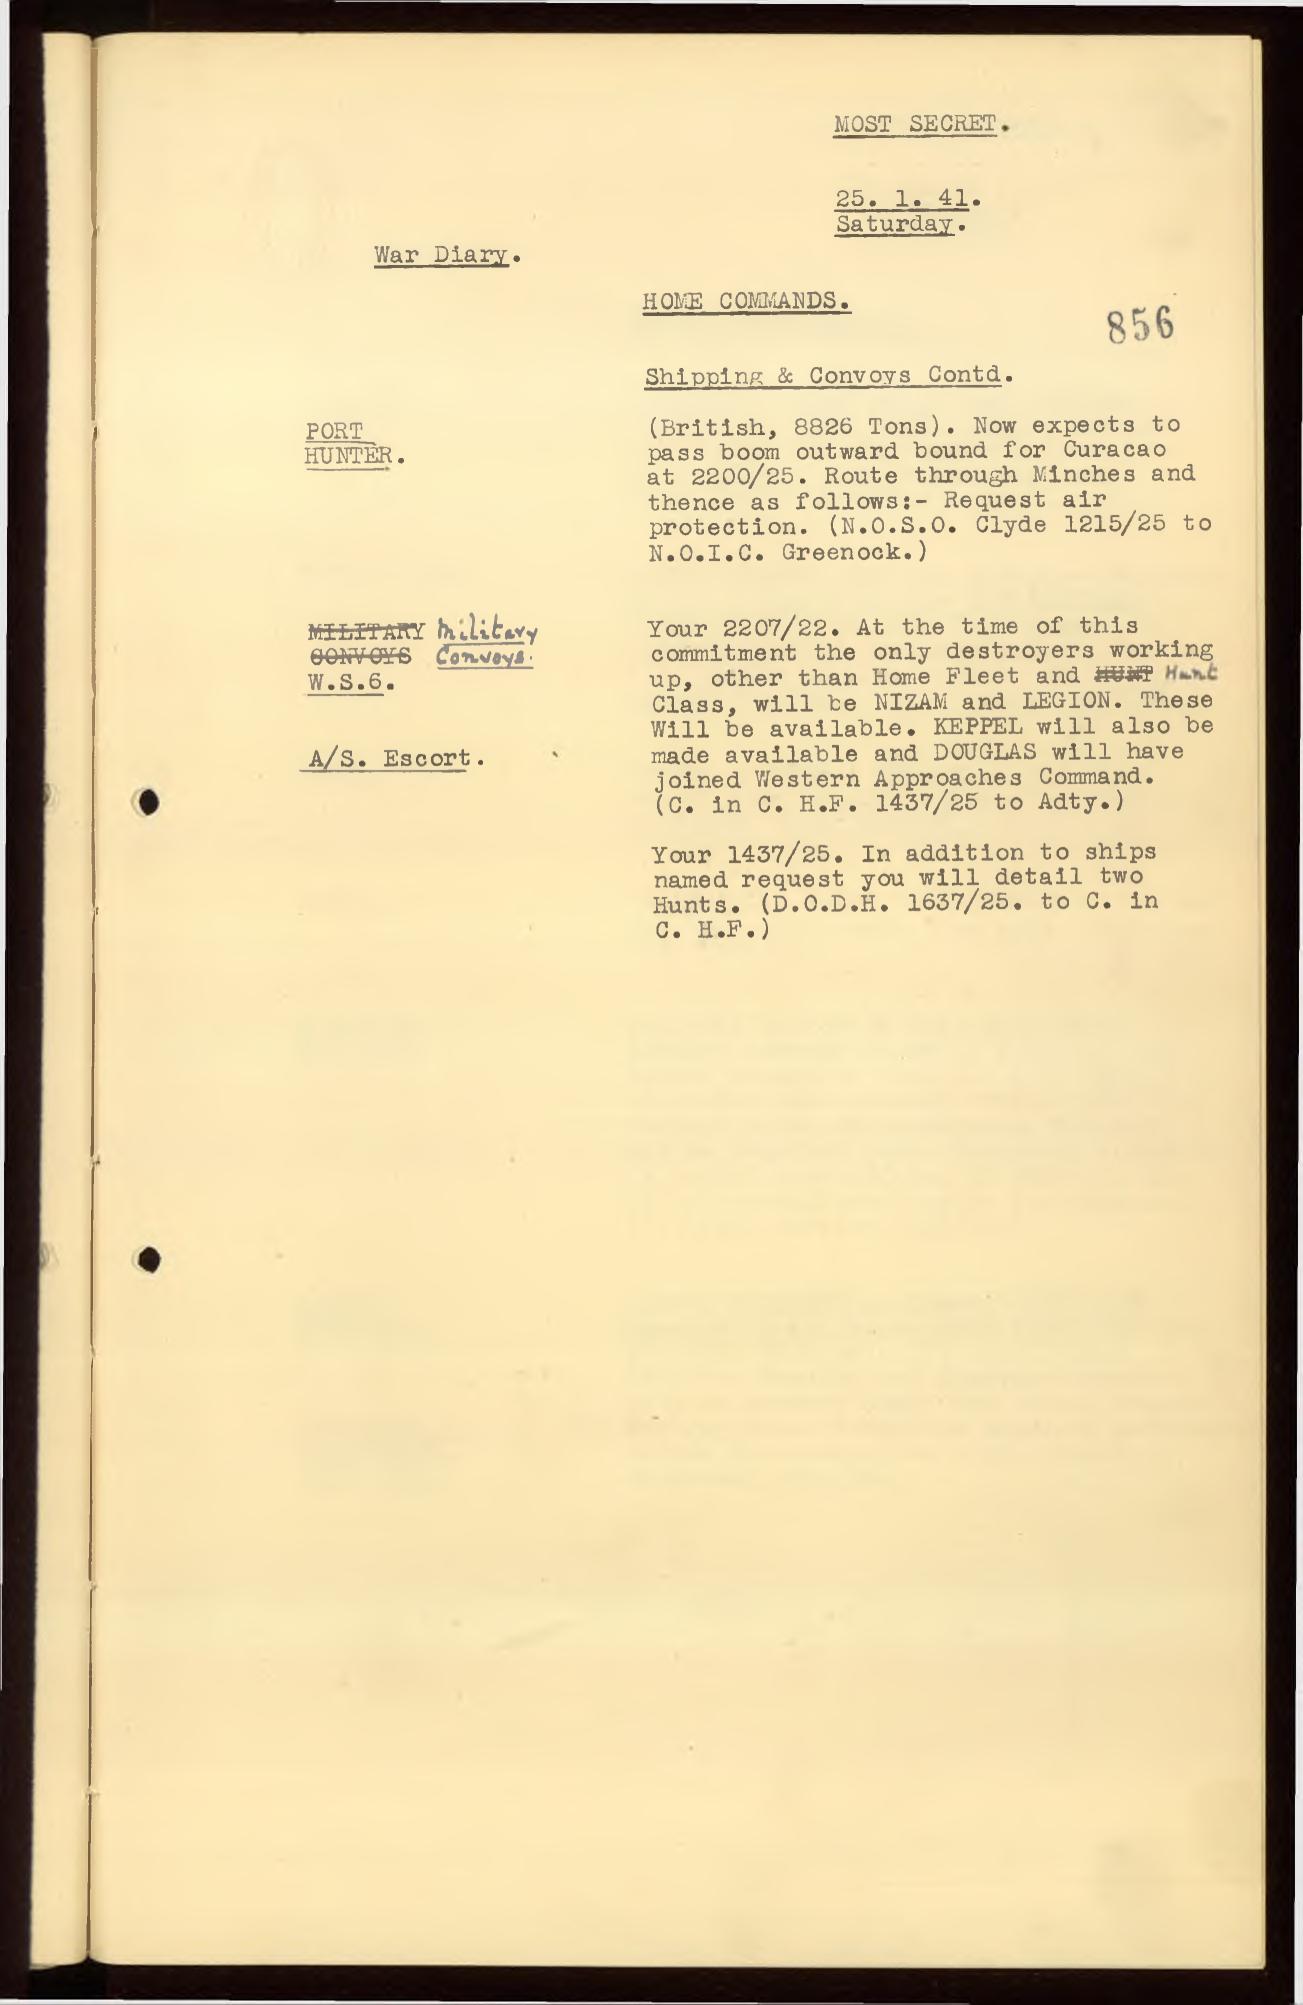 MOST SECRET.
25. 1. 41.
Saturday.
War Diary.
HOME COMMANDS.
856
Shipping & Convoys Contd.
PORT
HUNTER.
(British, 8826 Tons). Now expects to
pass boom outward bound for Curacao
at 2200/25. Route through Minches and
thence as follows:- Request air
protection. (N.O.S.O. Clyde 1215/25 to
N.O.I.C. Greenock.)
MILITARY Military
CONVOYS Convoys.
W.S.6.
A/S. Escort.
Your 2207/22. At the time of this
commitment the only destroyers working
up, other than Home Fleet and HUNT Hunt
Class, will be NIZAM and LEGION. These
Will be available. KEPPEL will also be
made available and DOUGLAS will have
joined Western Approaches Command.
(C. in C. H.F. 1437/25 to Adty.)
Your 1437/25. In addition to ships
named request you will detail two
Hunts. (D.O.D.H. 1637/25. to C. in
C. H.F.)